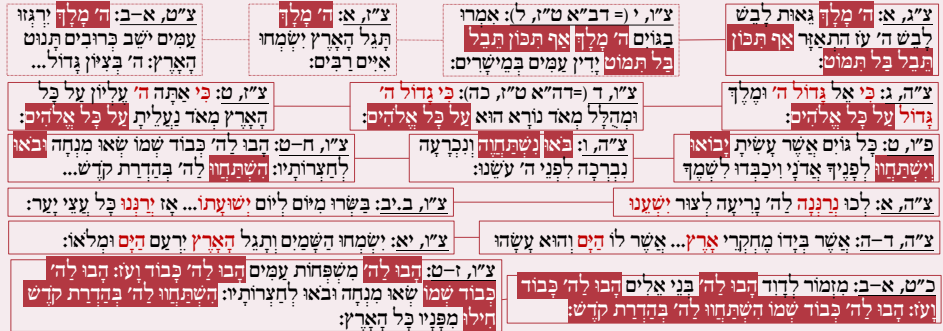 צ"ג, א: ה' מָלָךְ גֵּאוּת לָבֵשׁ
לָבֵשׁ ה' עֹז הִתְאַזָּר אַף תִּכּוֹן
תֵּבֵל בַּל תִּמּוֹט:
צ"ו, י (= דב"א ט"ז, ל): אִמְרוּ
בַגּוֹיִם ה' מָלָךְ אַף תִּכּוֹן תֵּבֵל
בַּל תִּמּוֹט יָדִין עַמִּים בְּמֵישָׁרִים:
צ"ז, א: ה' מָלָךְ
תָּגֵל הָאָרֶץ יִשְׂמְחוּ
אִיִּים רַבִּים:
צ"ט, א–ב: ה' מָלָךְ יִרְגְּזוּ
עַמִּים יֹשֵׁב כְּרוּבִים תָּנוּט
הָאָרֶץ: ה' בְּצִיּוֹן גָּדוֹל...
צ"ה, ג: כִּי אֵל גָּדוֹל ה' וּמֶלֶךְ
גָּדוֹל עַל כָּל אֱלֹהִים:
צ"ו, ד (=דה"א ט"ז, כה): כִּי גָדוֹל ה'
וּמְהֻלָּל מְאֹד נוֹרָא הוּא עַל כָּל אֱלֹהִים:
צ"ז, ט: כִּי אַתָּה ה' עֶלְיוֹן עַל כָּל
הָאָרֶץ מְאֹד נַעֲלֵיתָ עַל כָּל אֱלֹהִים:
פ"ו, ט: כָּל גּוֹיִם אֲשֶׁר עָשִׂיתָ יָבוֹאוּ
וְיִשְׁתַּחֲווּ לְפָנֶיךָ אֲדֹנָי וִיכַבְּדוּ לִשְׁמֶךָ
צ"ה, ו: בֹּאוּ נִשְׁתַּחֲוֶה וְנִכְרָעָה
נִבְרְכָה לִפְנֵי ה' עֹשֵׂנוּ:
צ"ו, ח–ט: הָבוּ לַה' כְּבוֹד שְׁמוֹ שְׂאוּ מִנְחָה וּבֹאוּ
לְחַצְרוֹתָיו: הִשְׁתַּחֲווּ לַה' בְּהַדְרַת קֹדֶשׁ...
צ"ה, א: לְכוּ נְרַנְּנָה לַה' נָרִיעָה לְצוּר יִשְׁעֵנוּ
צ"ו, ב.יב: בַּשְּׂרוּ מִיּוֹם לְיוֹם יְשׁוּעָתוֹ... אָז יְרַנְּנוּ כָּל עֲצֵי יָעַר:
צ"ה, ד–ה: אֲשֶׁר בְּיָדוֹ מֶחְקְרֵי אָרֶץ... אֲשֶׁר לוֹ הַיָּם וְהוּא עָשָׂהוּ
צ"ו, יא: יִשְׂמְחוּ הַשָּׁמַיִם וְתָגֵל הָאָרֶץ יִרְעַם הַיָּם וּמְלֹאוֹ:
כ"ט, א–ב: מִזְמוֹר לְדָוִד הָבוּ לַה' בְּנֵי אֵלִים הָבוּ לַה' כָּבוֹד
וָעֹז: הָבוּ לַה' כְּבוֹד שְׁמוֹ הִשְׁתַּחֲווּ לַה' בְּהַדְרַת קֹדֶשׁ:
צ"ו, ז–ט: הָבוּ לַה' מִשְׁפְּחוֹת עַמִּים הָבוּ לַה' כָּבוֹד וָעֹז: הָבוּ לַה'
כְּבוֹד שְׁמוֹ שְׂאוּ מִנְחָה וּבֹאוּ לְחַצְרוֹתָיו: הִשְׁתַּחֲווּ לַה' בְּהַדְרַת קֹדֶשׁ
חִילוּ מִפָּנָיו כָּל הָאָרֶץ: